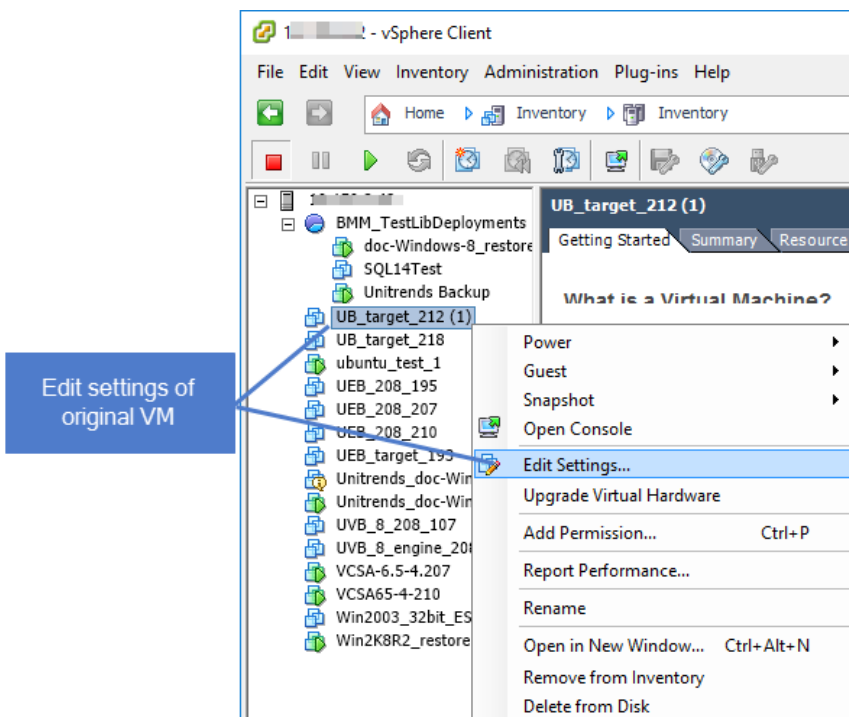 - vSphere Client
File Edit View Inventory Administration Plug-ins Help
Home Inventory Inventory
BMM_TestLibDeployments
doc-Windows-8_restore
SQL14Test
Unitrends Backup
UB_target_212 (1)
UB_target_218
ubuntu_test_1
UEB_208_195
UEB_208_207
UEB_208_210
UEB_target_193
Unitrends_doc-Win
Unitrends_doc-Win
UVB_8_208_107
UVB_8_engine_208
VCSA-6.5-4.207
VCSA65-4-210
Win2003_32bit_ES
Win2K8R2_restore
UB_target_212 (1)
Getting Started Summary Resource
What is a Virtual Machine?
Power
Guest
Snapshot
Open Console
Edit Settings...
Upgrade Virtual Hardware
Add Permission... Ctrl+P
Report Performance...
Rename
Open in New Window... Ctrl+Alt+N
Remove from Inventory
Delete from Disk
Edit settings of
original VM